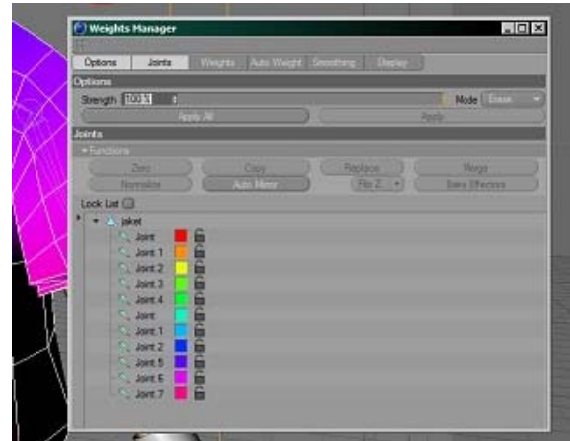 Weights Manager
Options Joints Weights Auto Weight Smoothing Display
Options
Strength 100 % Mode Erase
Apply All Apply
Joints
Functions
Zero Copy Replace Merge
Normalize Auto Mirror Flip Z Bake Effectors
Lock List
jaket
Joint
Joint.1
Joint.2
Joint.3
Joint.4
Joint
Joint.1
Joint.2
Joint.5
Joint.6
Joint.7